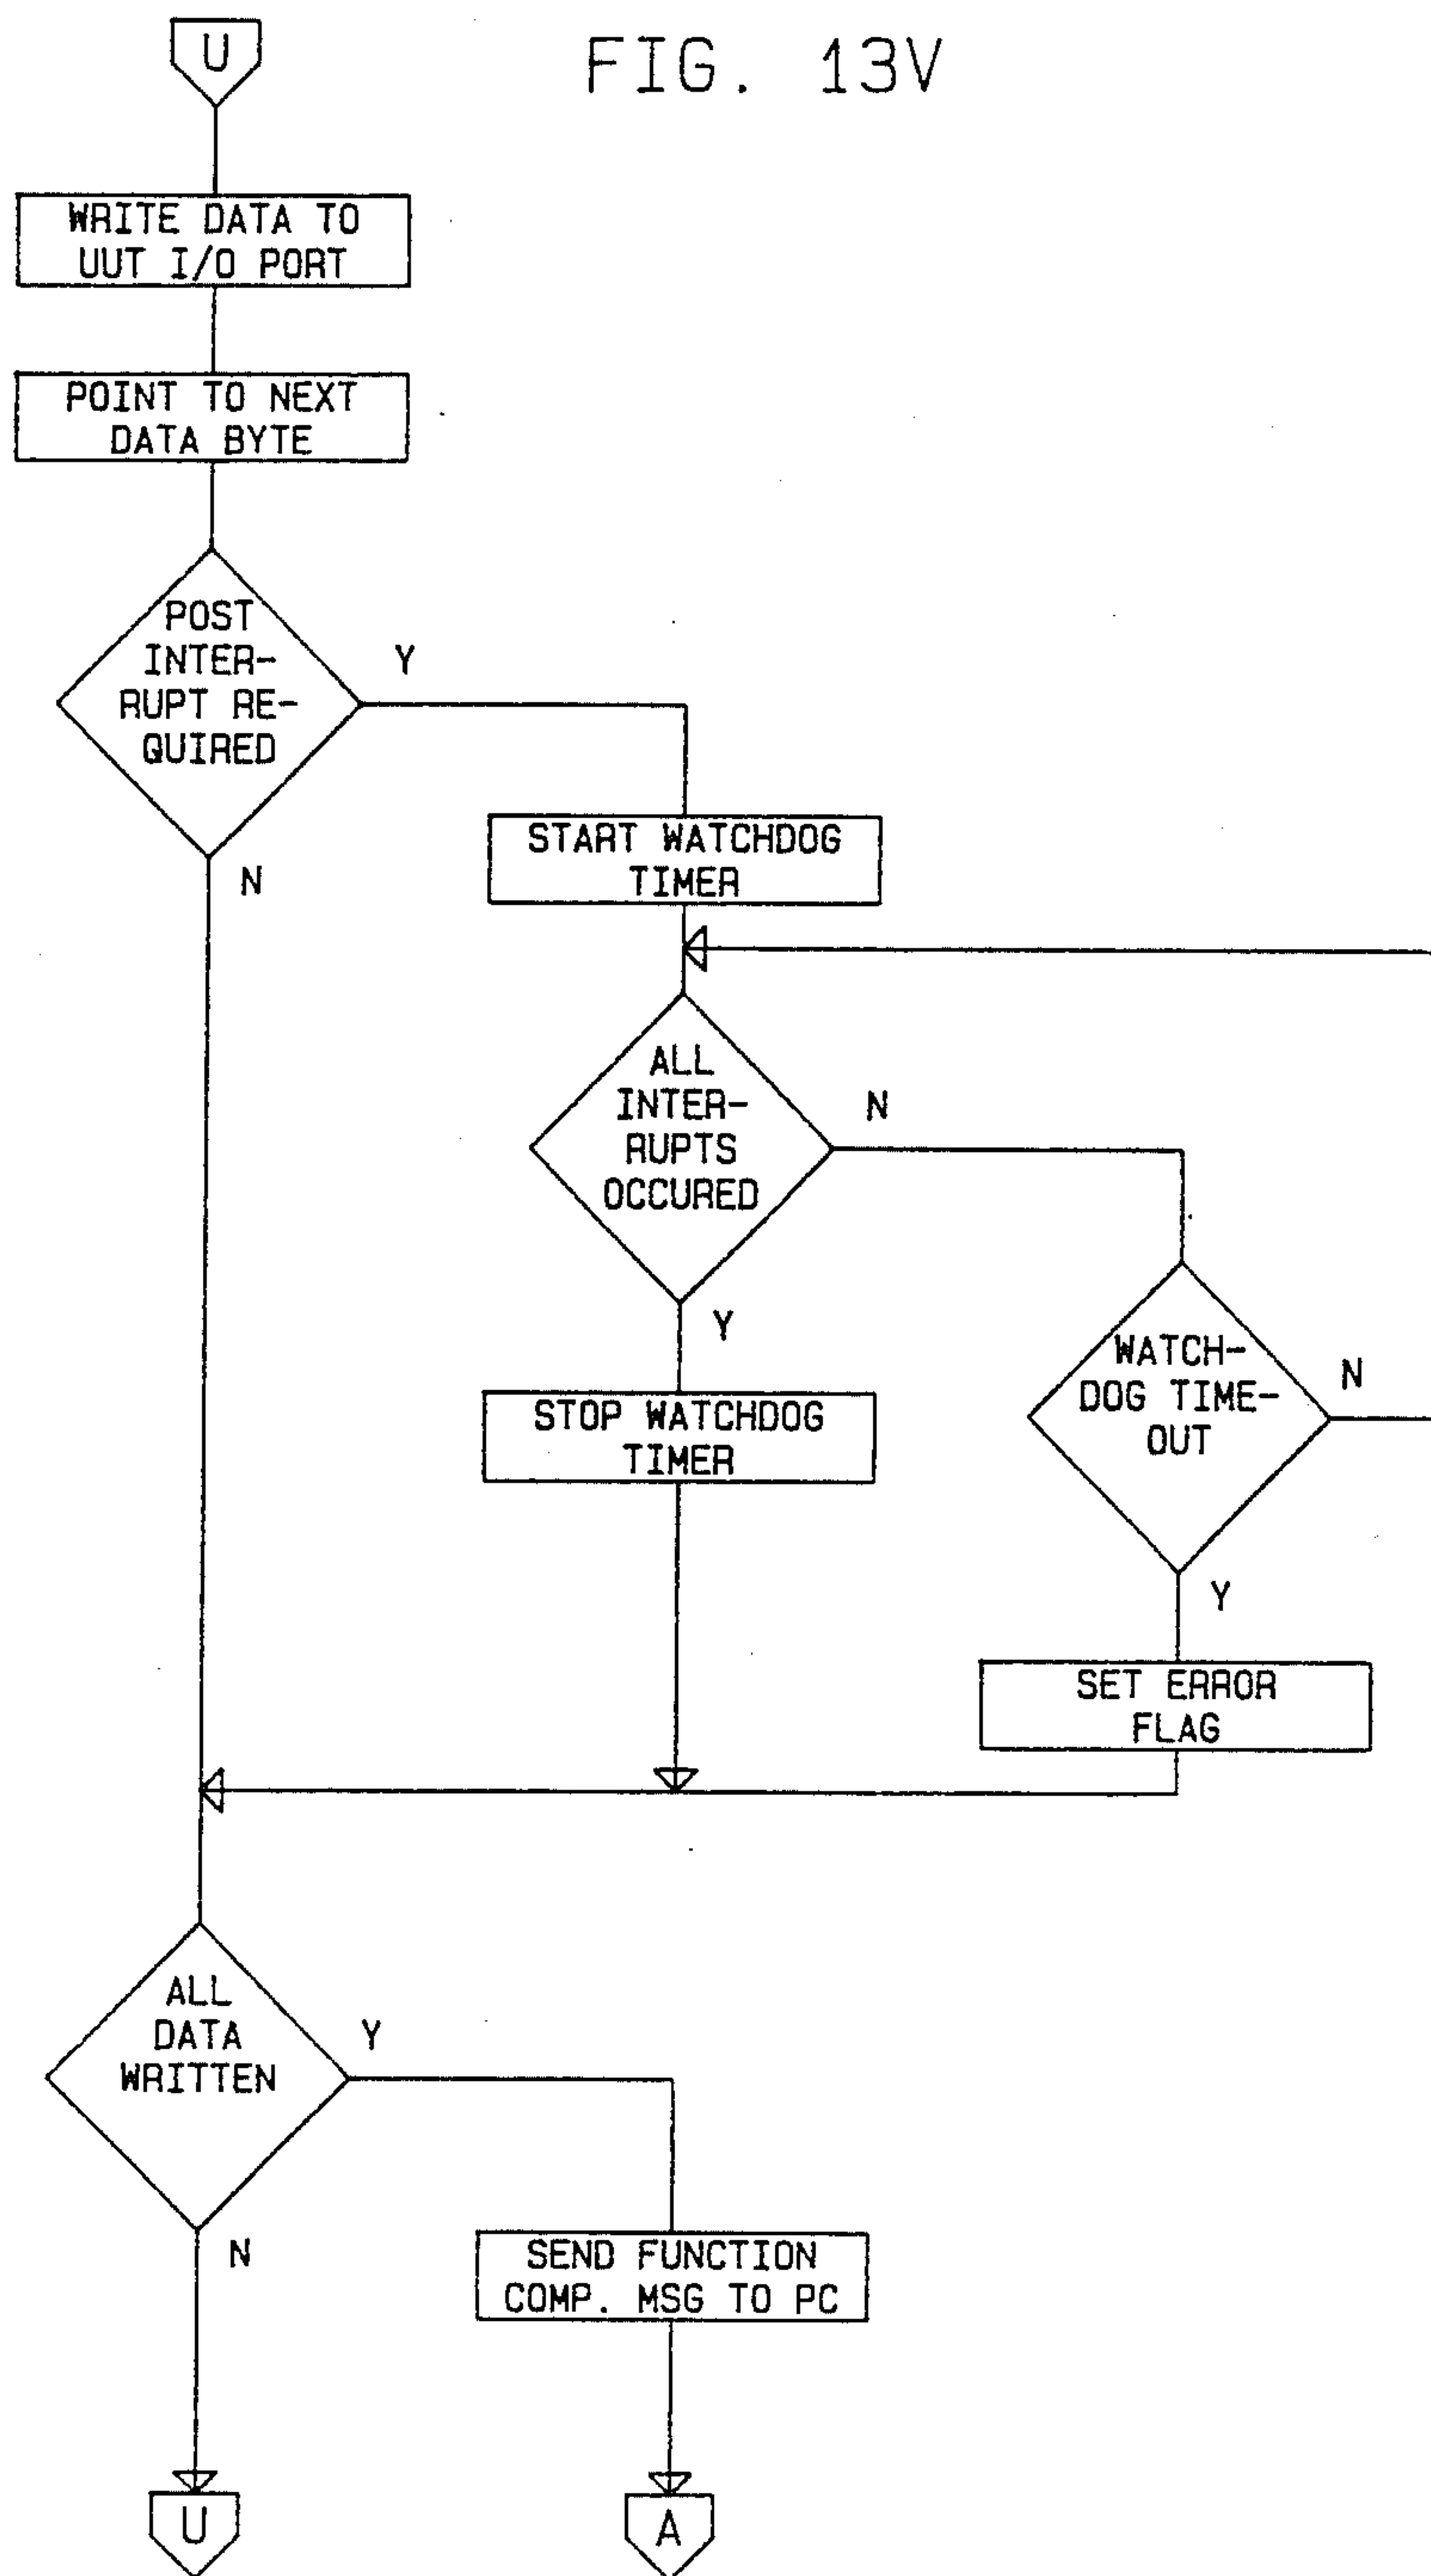 U
FIG. 13V
WRITE DATA TO
UUT I/O PORT
POINT TO NEXT
DATA BYTE
POST
INTER-
RUPT RE-
QUIRED
Y
N
START WATCHDOG
TIMER
ALL
INTER-
RUPTS
OCCURED
N
Y
WATCH-
DOG TIME-
OUT
N
Y
STOP WATCHDOG
TIMER
SET ERROR
FLAG
ALL
DATA
WRITTEN
Y
N
SEND FUNCTION
COMP. MSG TO PC
U
A